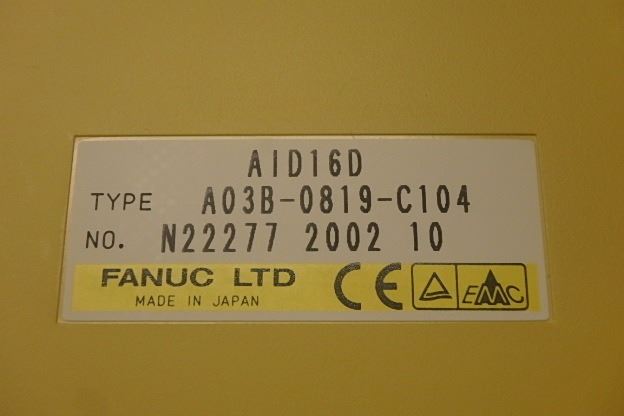 AID16D
TYPE A03B-0819-C104
NO. N22277 2002 10
FANUC LTD CE EMC
MADE IN JAPAN